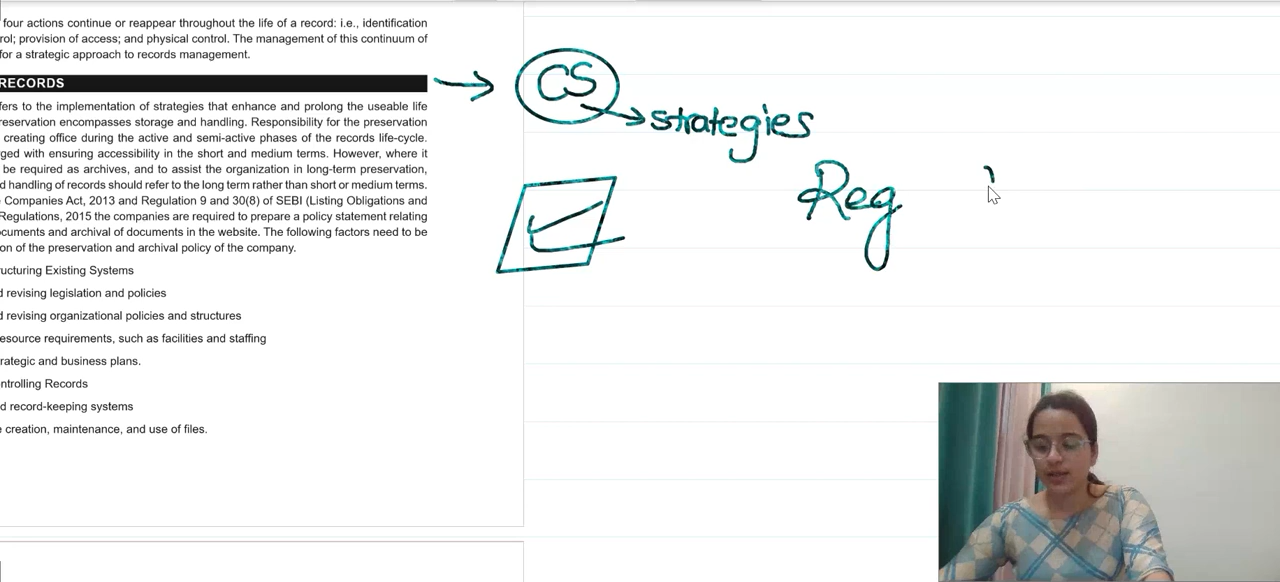 four actions continue or reappear throughout the life of a record: i.e., identification
rol; provision of access; and physical control. The management of this continuum of
for a strategic approach to records management.
RECORDS
fers to the implementation of strategies that enhance and prolong the useable life
reservation encompasses storage and handling. Responsibility for the preservation
creating office during the active and semi-active phases of the records life-cycle.
rged with ensuring accessibility in the short and medium terms. However, where it
be required as archives, and to assist the organization in long-term preservation,
d handling of records should refer to the long term rather than short or medium terms.
Companies Act, 2013 and Regulation 9 and 30(8) of SEBI (Listing Obligations and
Regulations, 2015 the companies are required to prepare a policy statement relating
cuments and archival of documents in the website. The following factors need to be
on of the preservation and archival policy of the company.
ructuring Existing Systems
d revising legislation and policies
d revising organizational policies and structures
esource requirements, such as facilities and staffing
rategic and business plans.
ntrolling Records
d record-keeping systems
e creation, maintenance, and use of files.
CS
strategies
Reg